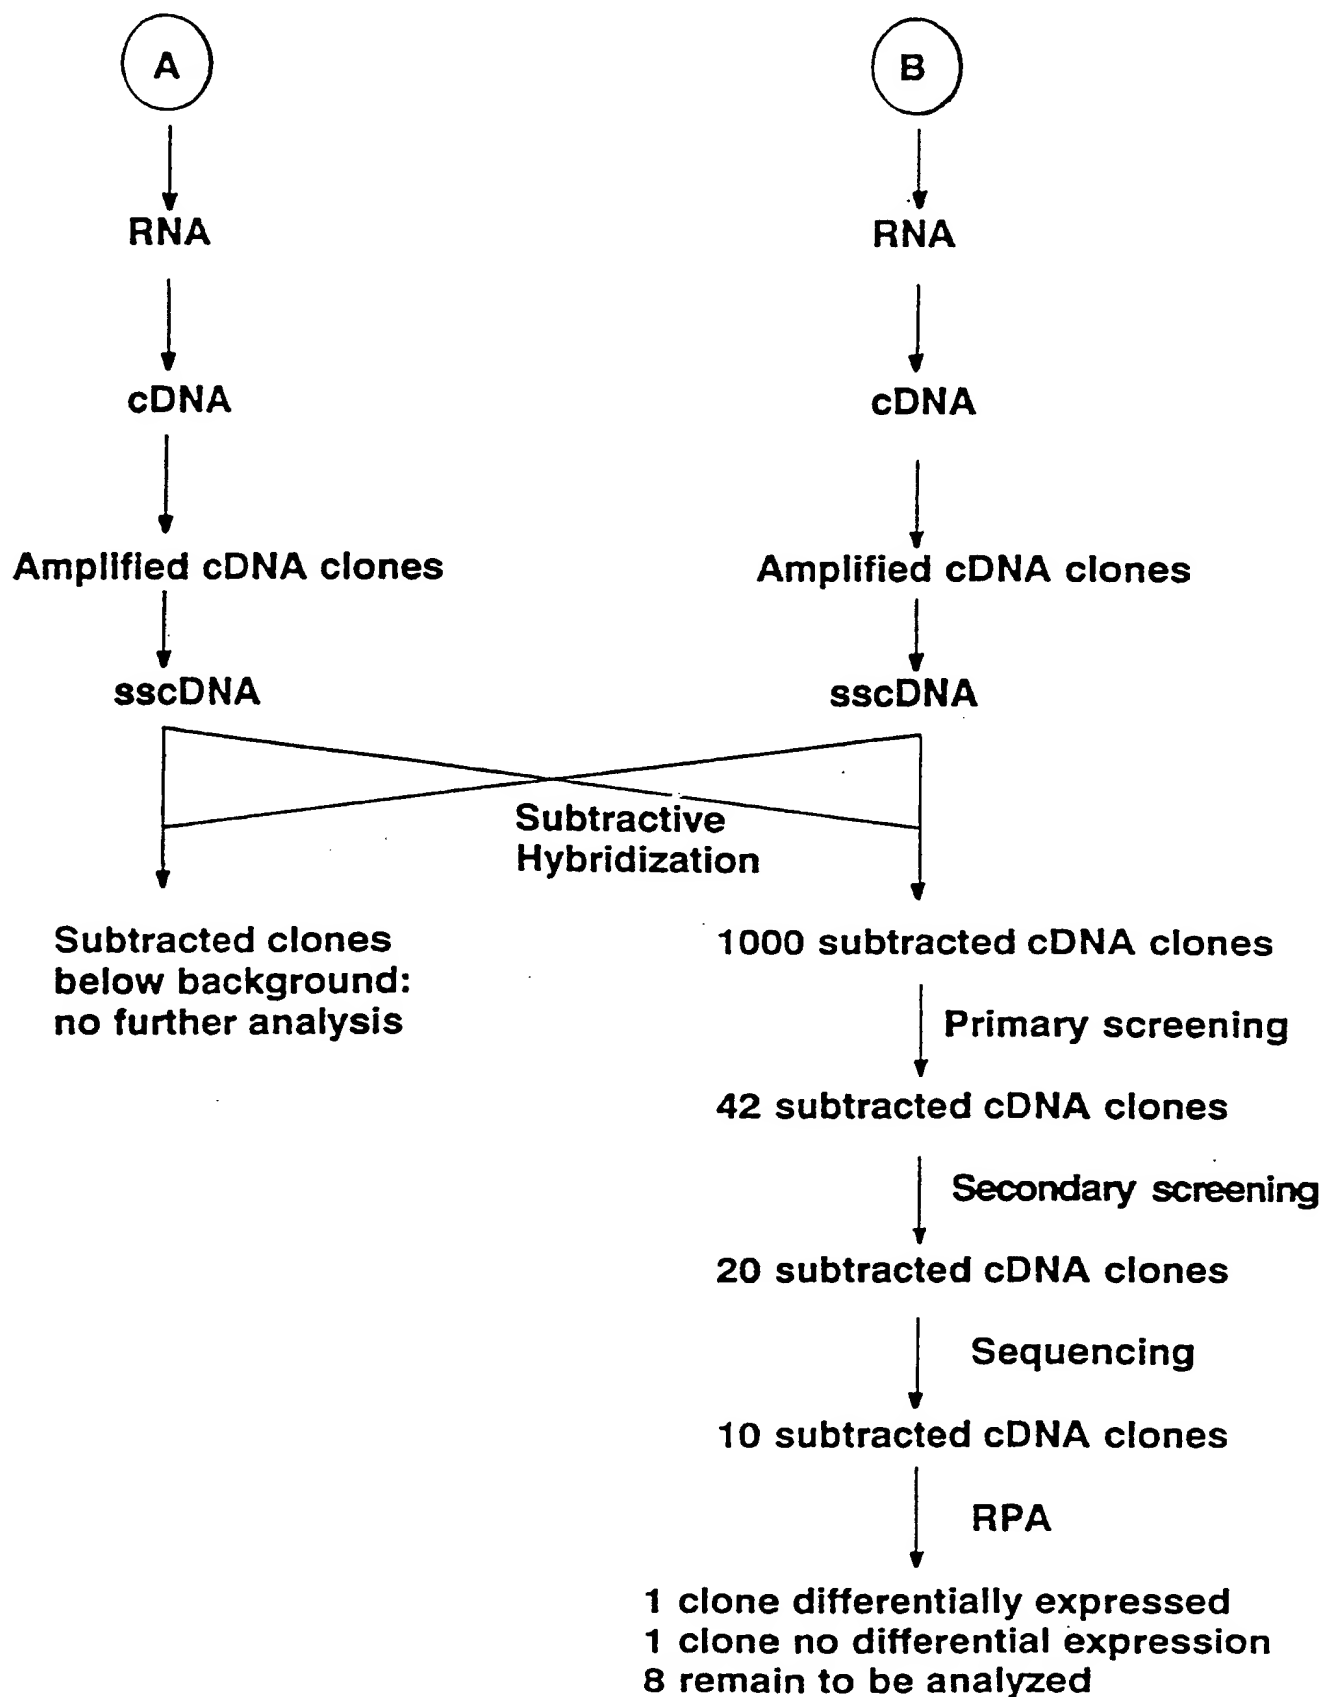 A
B
RNA
RNA
cDNA
cDNA
Amplified cDNA clones
Amplified cDNA clones
sscDNA
sscDNA
Subtractive
Hybridization
Subtracted clones
below background:
no further analysis
1000 subtracted cDNA clones
Primary screening
42 subtracted cDNA clones
Secondary screening
20 subtracted cDNA clones
Sequencing
10 subtracted cDNA clones
RPA
1 clone differentially expressed
1 clone no differential expression
8 remain to be analyzed